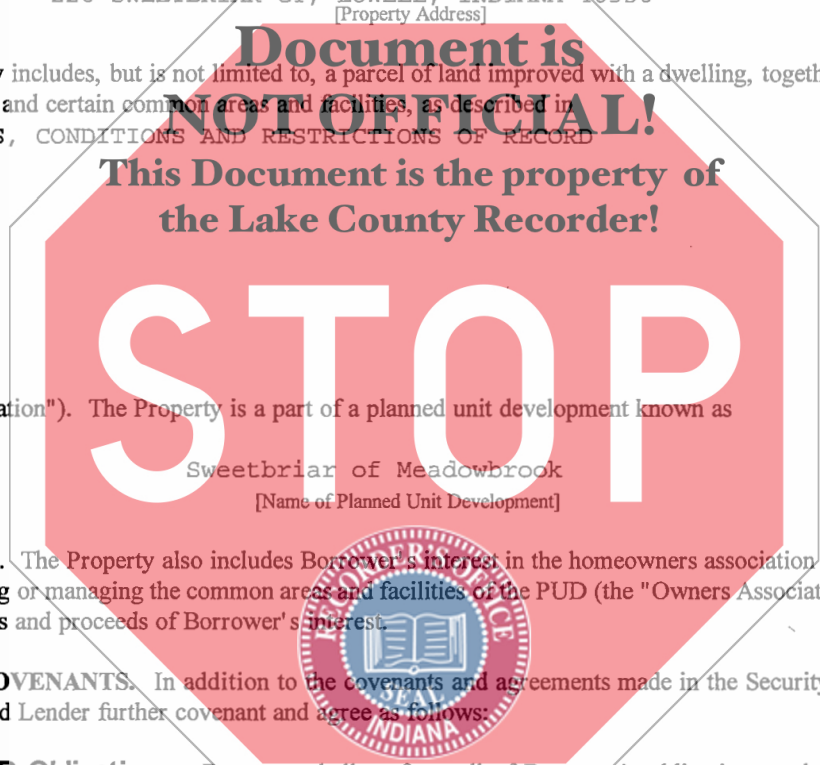 [Property Address]
Document is
includes, but is not limited to, a parcel of land improved with a dwelling, togeth
and certain common areas and facilities, as described in
NOT OFFICIAL!
, CONDITIONS AND RESTRICTIONS OF RECORD
This Document is the property of
the Lake County Recorder!
STOP
ation"). The Property is a part of a planned unit development known as
Sweetbriar of Meadowbrook
[Name of Planned Unit Development]
. The Property also includes Borrower's interest in the homeowners association
g or managing the common areas and facilities of the PUD (the "Owners Associat
s and proceeds of Borrower's interest.
RECORDER'S OFFICE
SEAL
INDIANA
OVENANTS. In addition to the covenants and agreements made in the Security
d Lender further covenant and agree as follows: